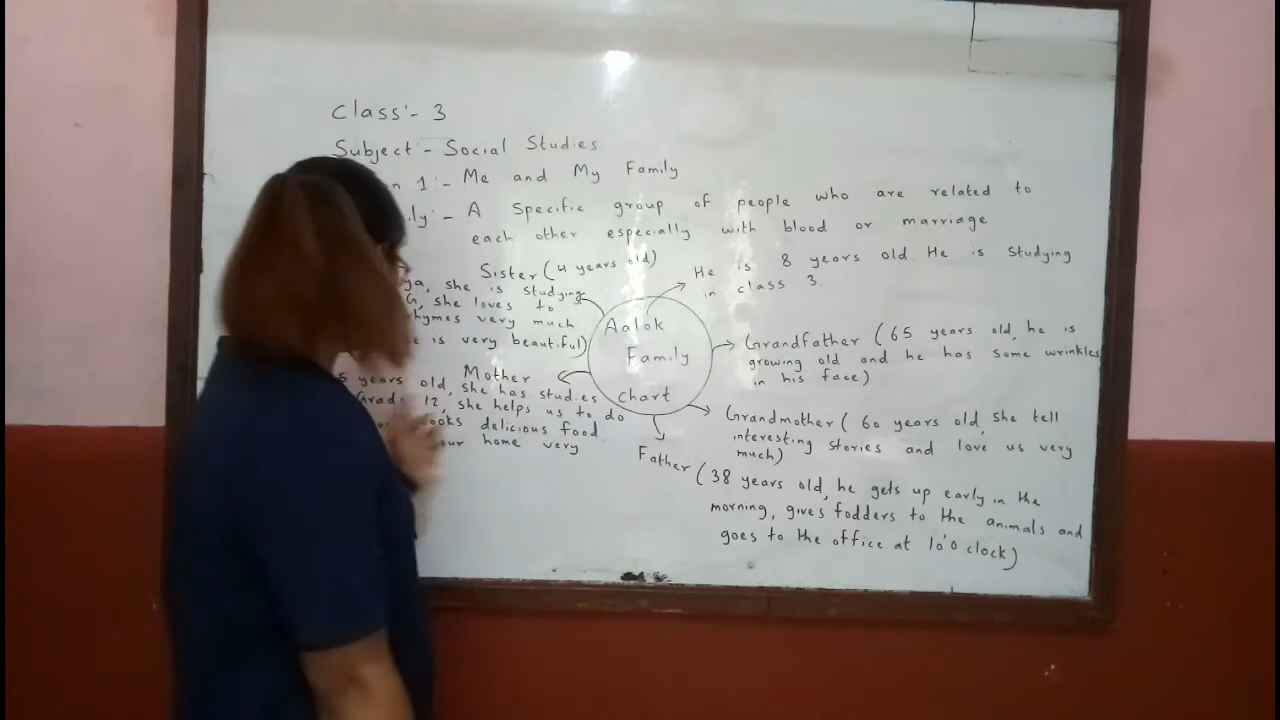 Class:- 3
Subject:- Social Studies
1:- Me and My Family
:- A Specific group of people who are related to
each other especially with blood or marriage
Sister (4 years old)
she is studying
she loves to
very much
is very beautiful)
He is 8 years old He is Studying
in class 3.
Aalok
Family
Chart
Grandfather (65 years old, he is
growing old and he has some wrinkles
in his face)
Mother
years old, she has studies
12, she helps us to do
delicious food
our home very
Grandmother (60 years old, she tell
interesting stories and love us very
much)
Father (38 years old, he gets up early in the
morning, gives fodders to the animals and
goes to the office at 10'0 clock)